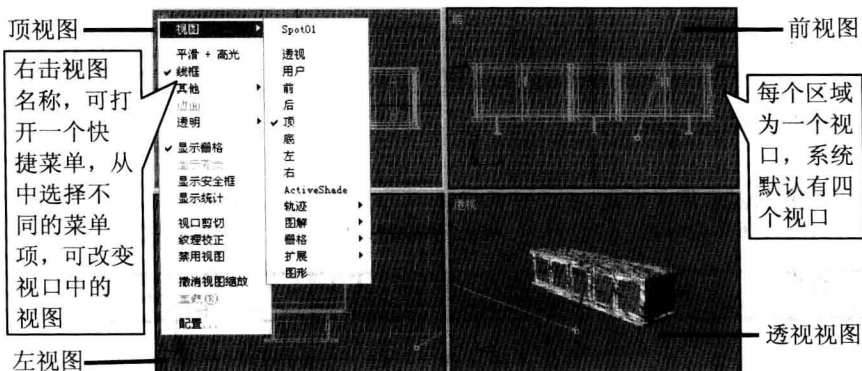 顶视图
右击视图
名称，可打
开一个快
捷菜单，从
中选择不
同的菜单
项，可改变
视口中的
视图
左视图
视图
平滑 + 高光
线框
其他
边面
透明
显示栅格
显示背景
显示安全框
显示统计
视口剪切
纹理校正
禁用视图
撤消视图缩放
配置...
Spot01
透视
用户
前
后
顶
底
左
右
ActiveShade
轨迹
图解
栅格
扩展
图形
前
透视
前视图
每个区域
为一个视
口，系统
默认有四
个视口
透视视图